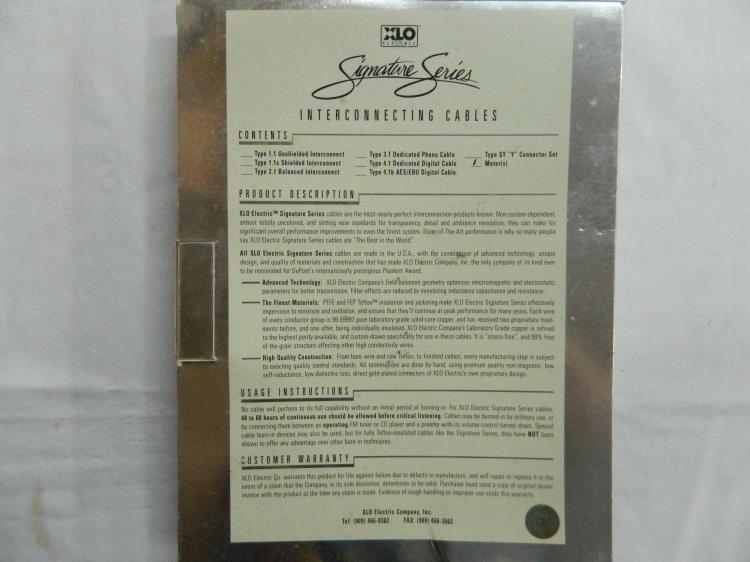 XLO
ELECTRIC
Signature Series
INTERCONNECTING CABLES
CONTENTS
___ Type 1.1 Unshielded Interconnect ___ Type 3.1 Dedicated Phono Cable ___ Type SY "Y" Connector Set
___ Type 1.1s Shielded Interconnect ___ Type 4.1 Dedicated Digital Cable 1 Meter(s)
___ Type 2.1 Balanced Interconnect ___ Type 4.1b AES/EBU Digital Cable
PRODUCT DESCRIPTION
XLO Electric™ Signature Series cables are the most nearly perfect interconnection products known. Non-system-dependent,
almost totally uncolored, and setting new standards for transparency, detail and ambience resolution, they can make for
significant overall performance improvements to even the finest system. State-of-The-Art performance is why so many people
say XLO Electric Signature Series cables are "The Best in the World".
All XLO Electric Signature Series cables are made in the U.S.A., with the combination of advanced technology, unique
design, and quality of materials and construction that has made XLO Electric Company, Inc. the only company of its kind ever
to be nominated for DuPont's internationally prestigious Plunkett Award.
Advanced Technology: XLO Electric Company's field balanced geometry optimizes electromagnetic and electrostatic
parameters for better transmission. Filter effects are reduced by minimizing inductance capacitance and resistance.
The Finest Materials: PTFE and FEP Teflon™ insulation and jacketing make XLO Electric Signature Series effectively
impervious to moisture and oxidation, and ensure that they'll continue at peak performance for many years. Each wire
of every conductor group is 99.99997 pure laboratory-grade solid-core copper, and has received two proprietary treat-
ments before, and one after, being individually insulated. XLO Electric Company's Laboratory Grade copper is refined
to the highest purity available, and custom-drawn specifically for use in these cables. It is "stress-free", and 99% free
of the grain structure affecting other high conductivity wires.
High Quality Construction: From bare wire and raw Teflon, to finished cables, every manufacturing step is subject
to exacting quality control standards. All terminations are done by hand, using premium quality non-magnetic, low
self-inductance, low dielectric loss, direct gold-plated connectors of XLO Electric's own proprietary design.
USAGE INSTRUCTIONS
No cable will perform to its full capability without an initial period of burning-in. For XLO Electric Signature Series cables,
40 to 60 hours of continuous use should be allowed before critical listening. Cables may be burned-in by ordinary use, or
by connecting them between an operating FM tuner or CD player and a preamp with its volume control turned down. Special
cable burn-in devices may also be used, but for fully Teflon-insulated cables like the Signature Series, they have NOT been
shown to offer any advantage over other burn-in techniques.
CUSTOMER WARRANTY
XLO Electric Co. warrants this product for life against failure due to defects in manufacture, and will repair or replace it in the
event of a claim that the Company, in its sole discretion, determines to be valid. Purchaser must send a copy of original dealer
invoice with the product at the time any claim is made. Evidence of rough handling or improper use voids this warranty.
XLO Electric Company, Inc.
Tel: (909) 466-0382 FAX: (909) 466-3662